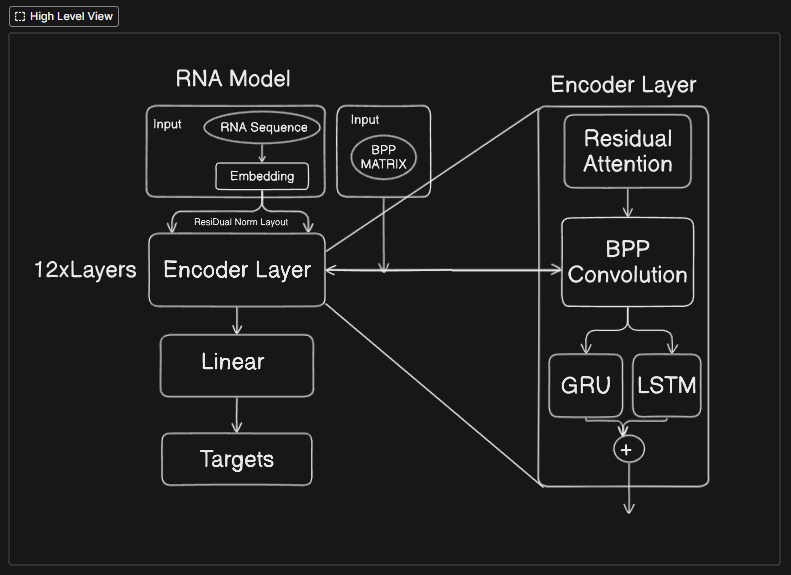 High Level View
RNA Model
Input
RNA Sequence
Embedding
Input
BPP
MATRIX
ResiDual Norm Layout
12xLayers
Encoder Layer
Linear
Targets
Encoder Layer
Residual
Attention
BPP
Convolution
GRU
LSTM
+